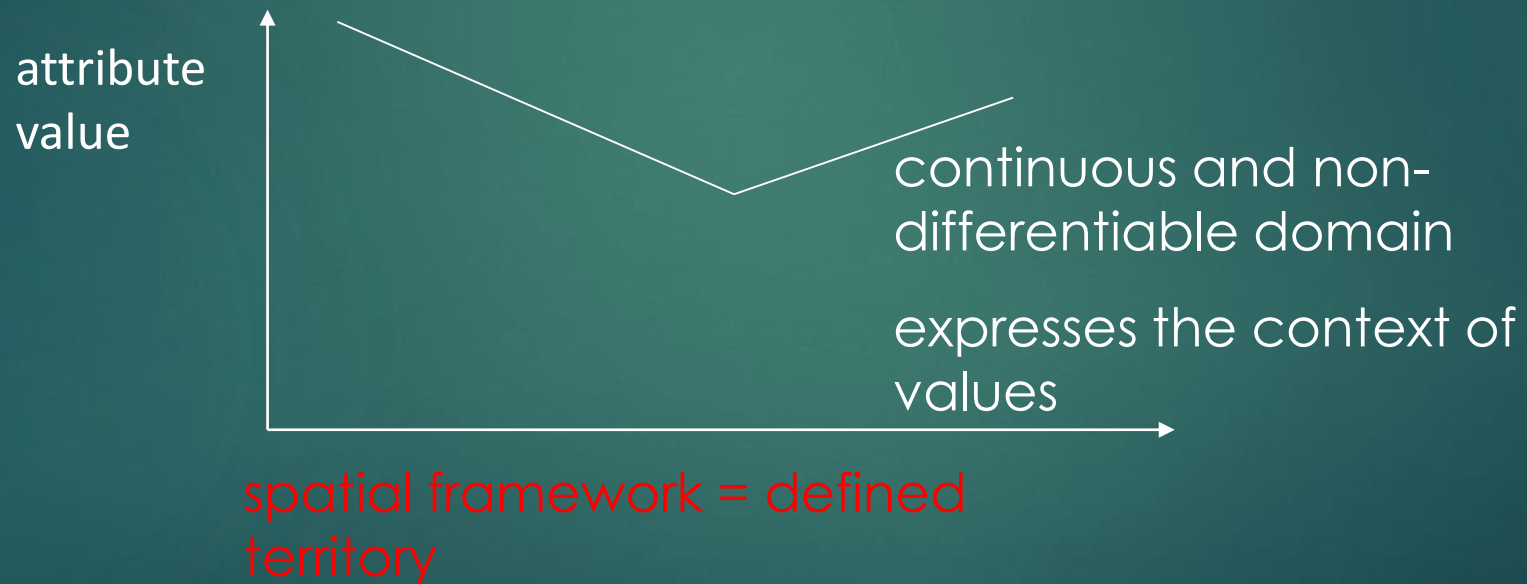 attribute
value
continuous and non-
differentiable domain
expresses the context of
values
spatial framework = defined
territory